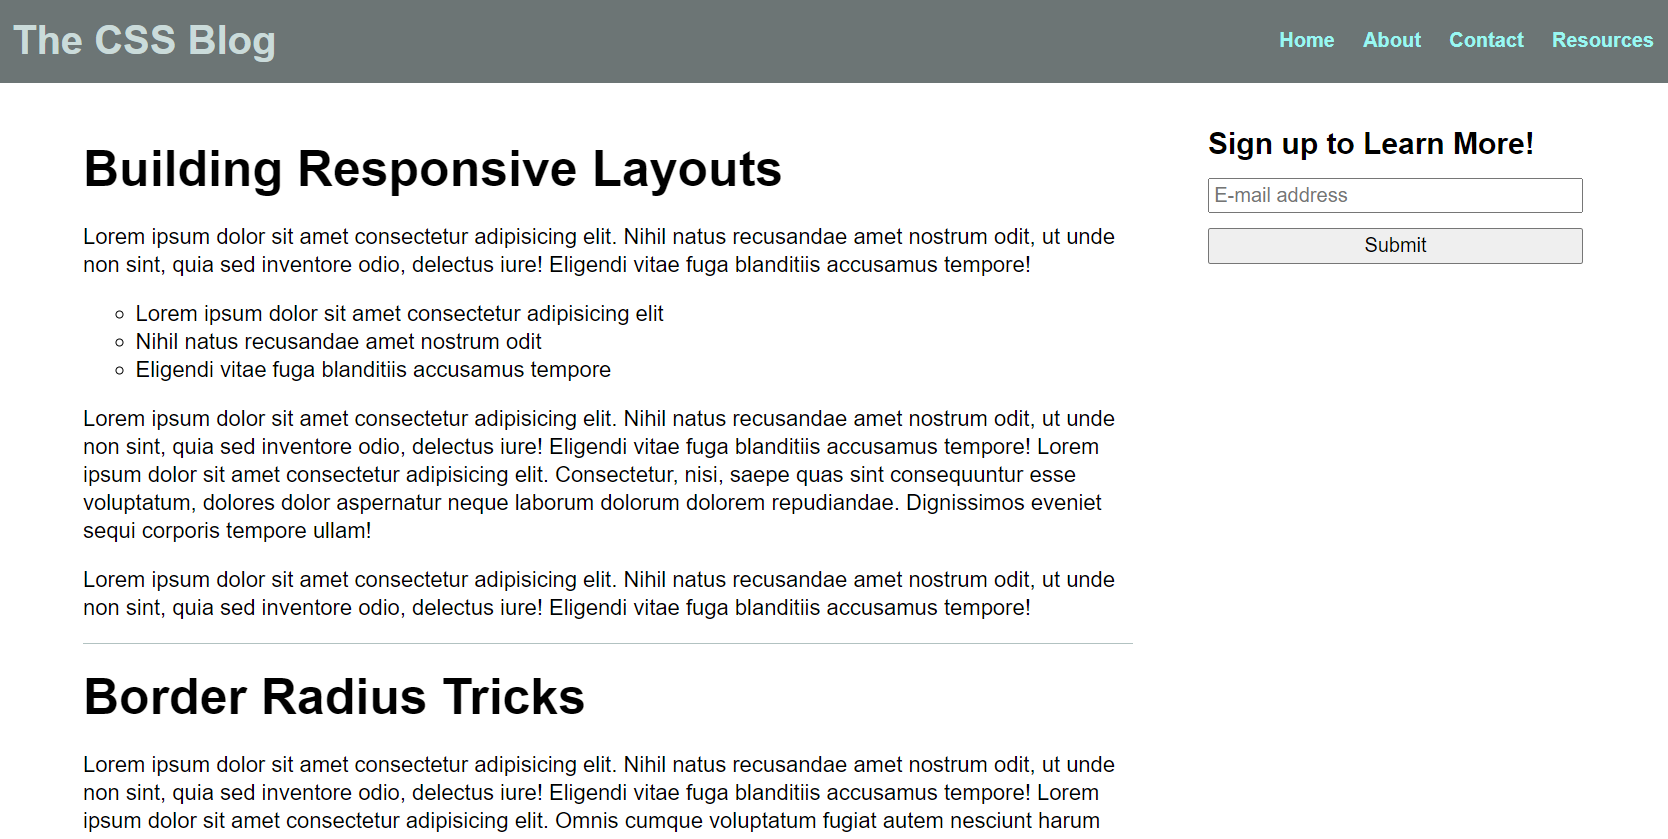 The CSS Blog
Home About Contact Resources
Building Responsive Layouts
Lorem ipsum dolor sit amet consectetur adipisicing elit. Nihil natus recusandae amet nostrum odit, ut unde
non sint, quia sed inventore odio, delectus iure! Eligendi vitae fuga blanditiis accusamus tempore!
Lorem ipsum dolor sit amet consectetur adipisicing elit
Nihil natus recusandae amet nostrum odit
Eligendi vitae fuga blanditiis accusamus tempore
Lorem ipsum dolor sit amet consectetur adipisicing elit. Nihil natus recusandae amet nostrum odit, ut unde
non sint, quia sed inventore odio, delectus iure! Eligendi vitae fuga blanditiis accusamus tempore! Lorem
ipsum dolor sit amet consectetur adipisicing elit. Consectetur, nisi, saepe quas sint consequuntur esse
voluptatum, dolores dolor aspernatur neque laborum dolorum dolorem repudiandae. Dignissimos eveniet
sequi corporis tempore ullam!
Lorem ipsum dolor sit amet consectetur adipisicing elit. Nihil natus recusandae amet nostrum odit, ut unde
non sint, quia sed inventore odio, delectus iure! Eligendi vitae fuga blanditiis accusamus tempore!
Border Radius Tricks
Lorem ipsum dolor sit amet consectetur adipisicing elit. Nihil natus recusandae amet nostrum odit, ut unde
non sint, quia sed inventore odio, delectus iure! Eligendi vitae fuga blanditiis accusamus tempore! Lorem
ipsum dolor sit amet consectetur adipisicing elit. Omnis cumque voluptatum fugiat autem nesciunt harum
Sign up to Learn More!
E-mail address
Submit